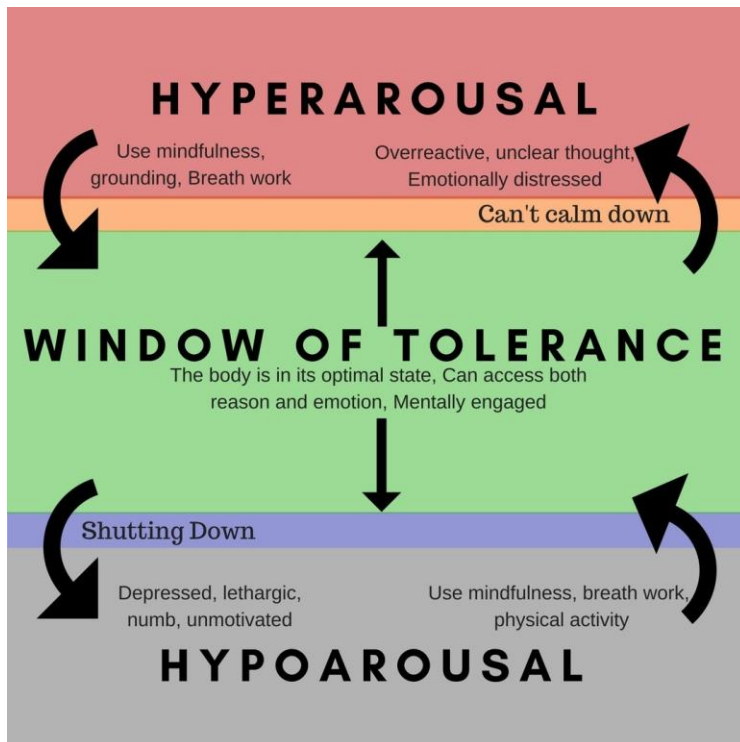 HYPERAROUSAL
Use mindfulness,
grounding, Breath work
Overreactive, unclear thought,
Emotionally distressed
Can't calm down
WINDOW OF TOLERANCE
The body is in its optimal state, Can access both
reason and emotion, Mentally engaged
Shutting Down
Depressed, lethargic,
numb, unmotivated
Use mindfulness, breath work,
physical activity
HYPOAROUSAL